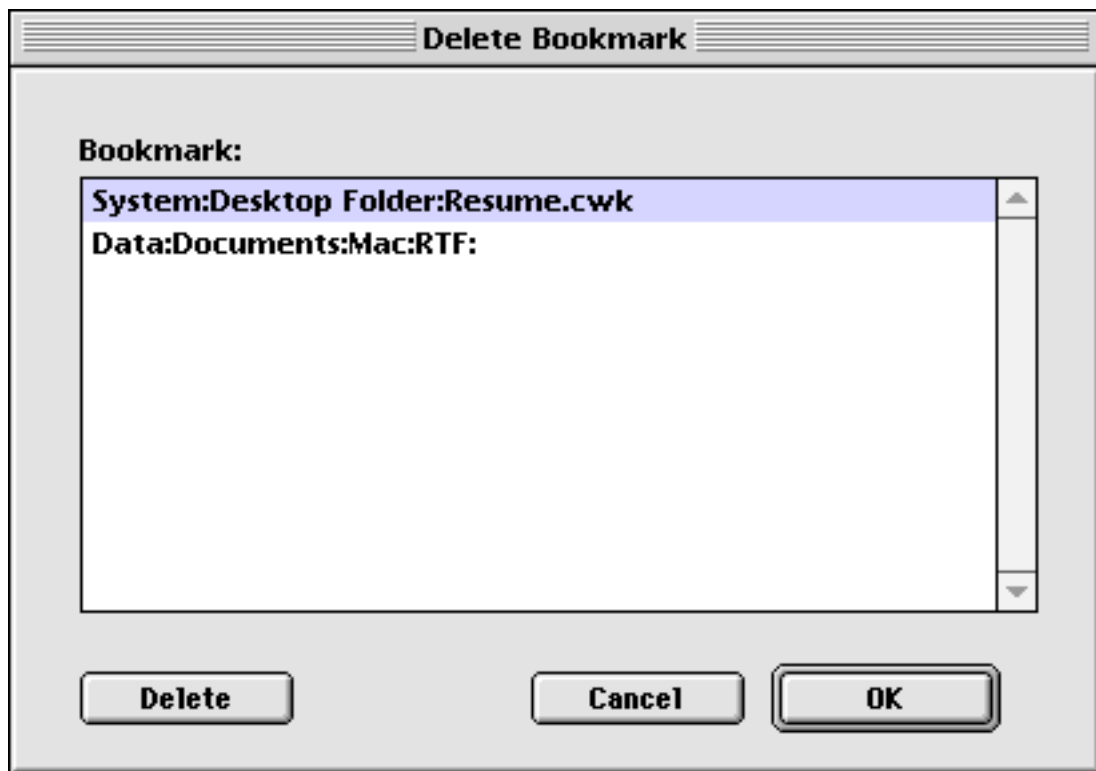 Delete Bookmark
Bookmark:
System:Desktop Folder:Resume.cwk
Data:Documents:Mac:RTF:
Delete Cancel OK